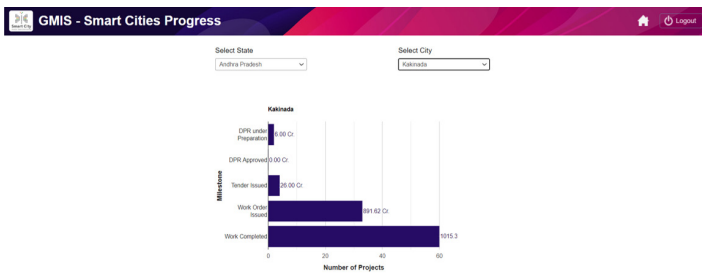 Smart City
GMIS - Smart Cities Progress
Logout
Select State
Select City
Andhra Pradesh
Kakinada
Kakinada
DPR under
Preparation
6.00 Cr.
DPR Approved
0.00 Cr.
Tender Issued
26.00 Cr.
Work Order
Issued
891.62 Cr.
Work Completed
1015.3
Milestone
0
20
40
60
Number of Projects